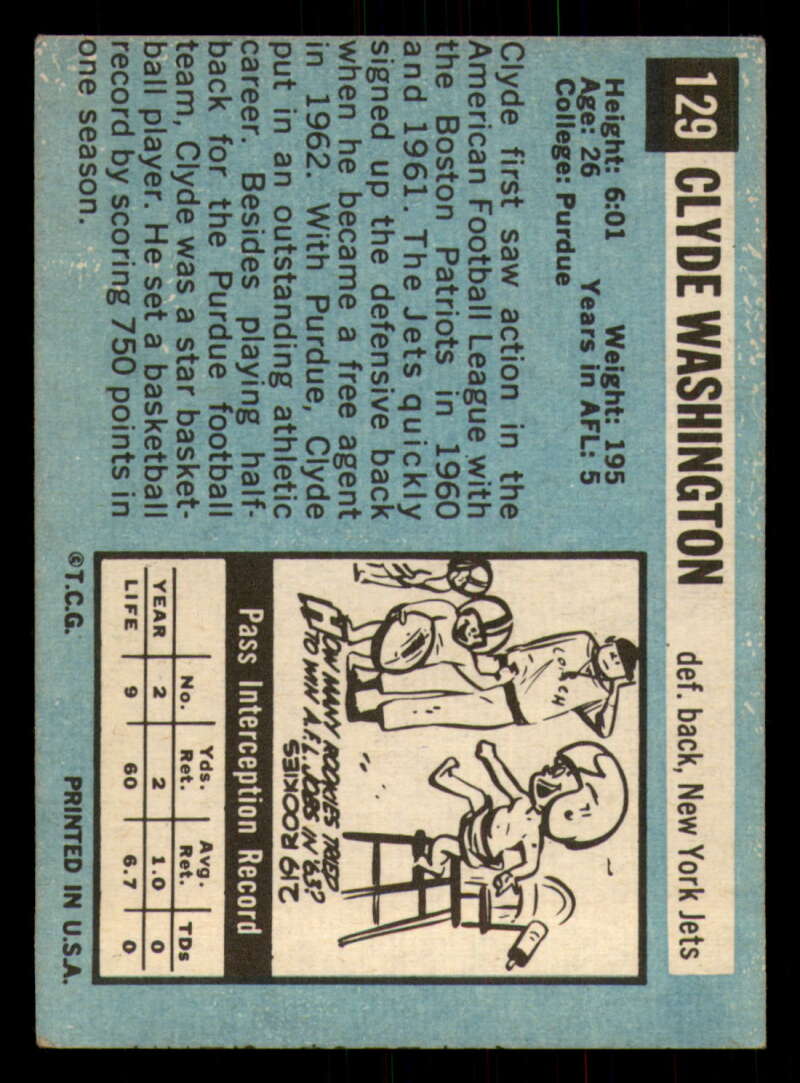 129 CLYDE WASHINGTON def. back, New York Jets
Height: 6:01 Weight: 195
Age: 26 Years in AFL: 5
College: Purdue
Clyde first saw action in the
American Football League with
the Boston Patriots in 1960
and 1961. The Jets quickly
signed up the defensive back
when he became a free agent
in 1962. With Purdue, Clyde
put in an outstanding athletic
career. Besides playing half-
back for the Purdue football
team, Clyde was a star basket-
ball player. He set a basketball
record by scoring 750 points in
one season.
COACH
HOW MANY ROOKIES TRIED
TO WIN A.F.L. JOBS IN '63?
219 ROOKIES
Pass Interception Record
No. Yds. Ret. Avg. Ret. TDs
YEAR 2 2 1.0 0
LIFE 9 60 6.7 0
©T.C.G. PRINTED IN U.S.A.